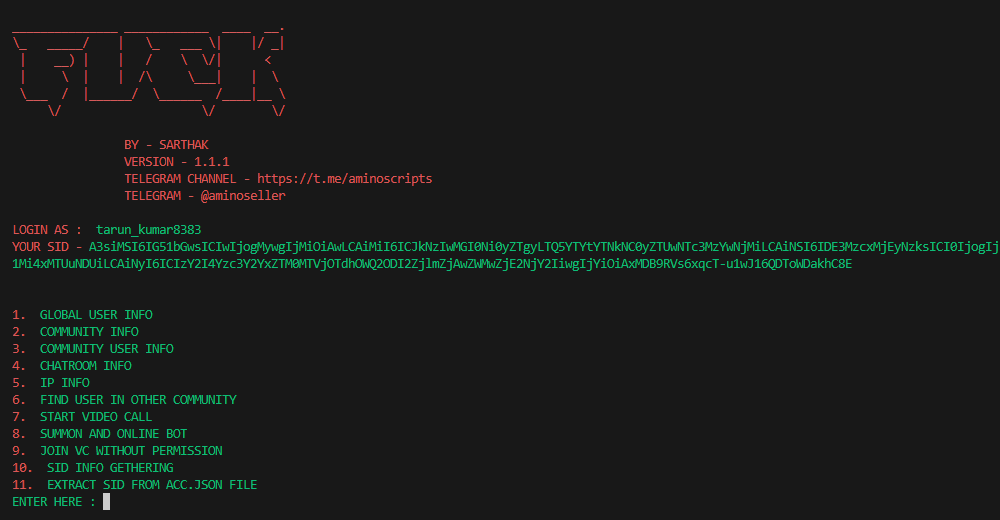 FUCK
BY - SARTHAK
VERSION - 1.1.1
TELEGRAM CHANNEL - https://t.me/aminoscripts
TELEGRAM - @aminoseller
LOGIN AS :  tarun_kumar8383
YOUR SID - A3siMSI6IG51bGwsICIwIjogMywgIjMiOiAwLCAiMiI6ICJkNzIwMGI0Ni0yZTgyLTQ5YTYtYTNkNC0yZTUwNTc3MzYwNjMiLCAiNSI6IDE3MzcxMjEyNzksICI0IjogIj
1Mi4xMTUuNDUiLCAiNyI6ICIzY2I4Yzc3Y2YxZTM0MTVjOTdhOWQ2ODI2ZjlmZjAwZWMwZjE2NjY2IiwgIjYiOiAxMDB9RVs6xqcT-u1wJ16QDToWDakhC8E
1.  GLOBAL USER INFO
2.  COMMUNITY INFO
3.  COMMUNITY USER INFO
4.  CHATROOM INFO
5.  IP INFO
6.  FIND USER IN OTHER COMMUNITY
7.  START VIDEO CALL
8.  SUMMON AND ONLINE BOT
9.  JOIN VC WITHOUT PERMISSION
10.  SID INFO GETHERING
11.  EXTRACT SID FROM ACC.JSON FILE
ENTER HERE :